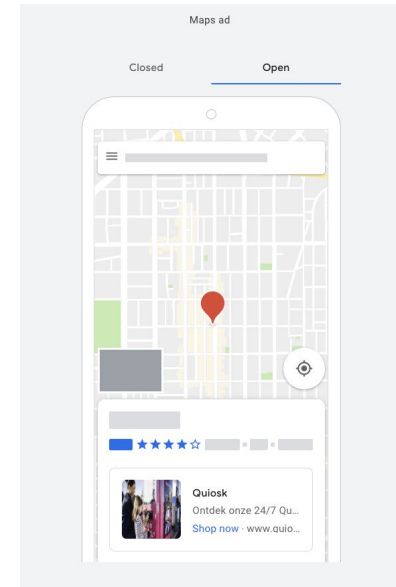 Maps ad
Closed Open
Quiosk
Ontdek onze 24/7 Qu...
Shop now · www.quio...